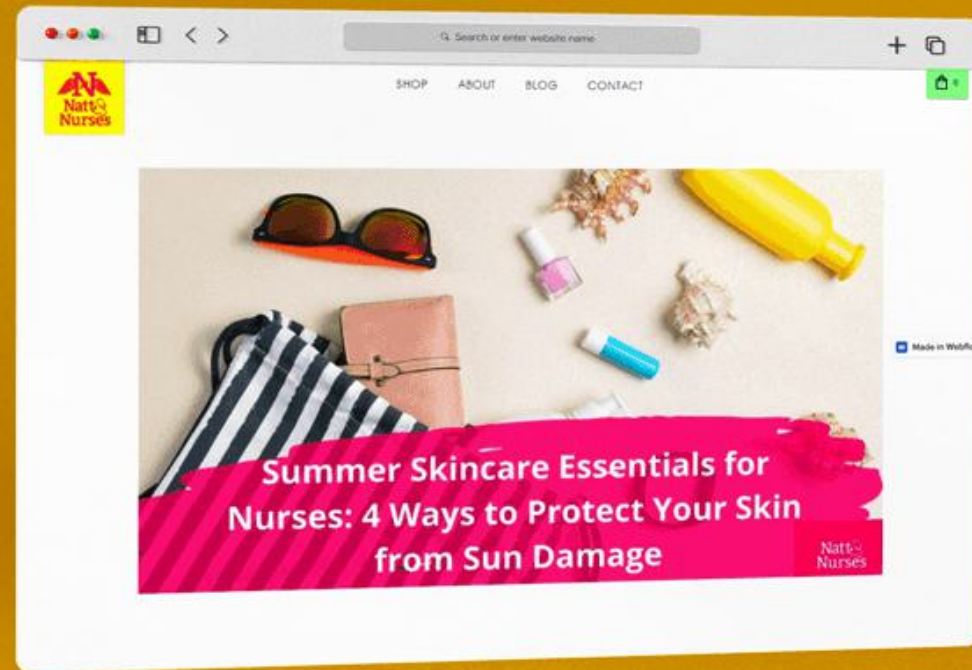 Search or enter website name
N
Natt
Nurses
SHOP ABOUT BLOG CONTACT
0
Made in Webflo
Summer Skincare Essentials for
Nurses: 4 Ways to Protect Your Skin
from Sun Damage
Natt
Nurses